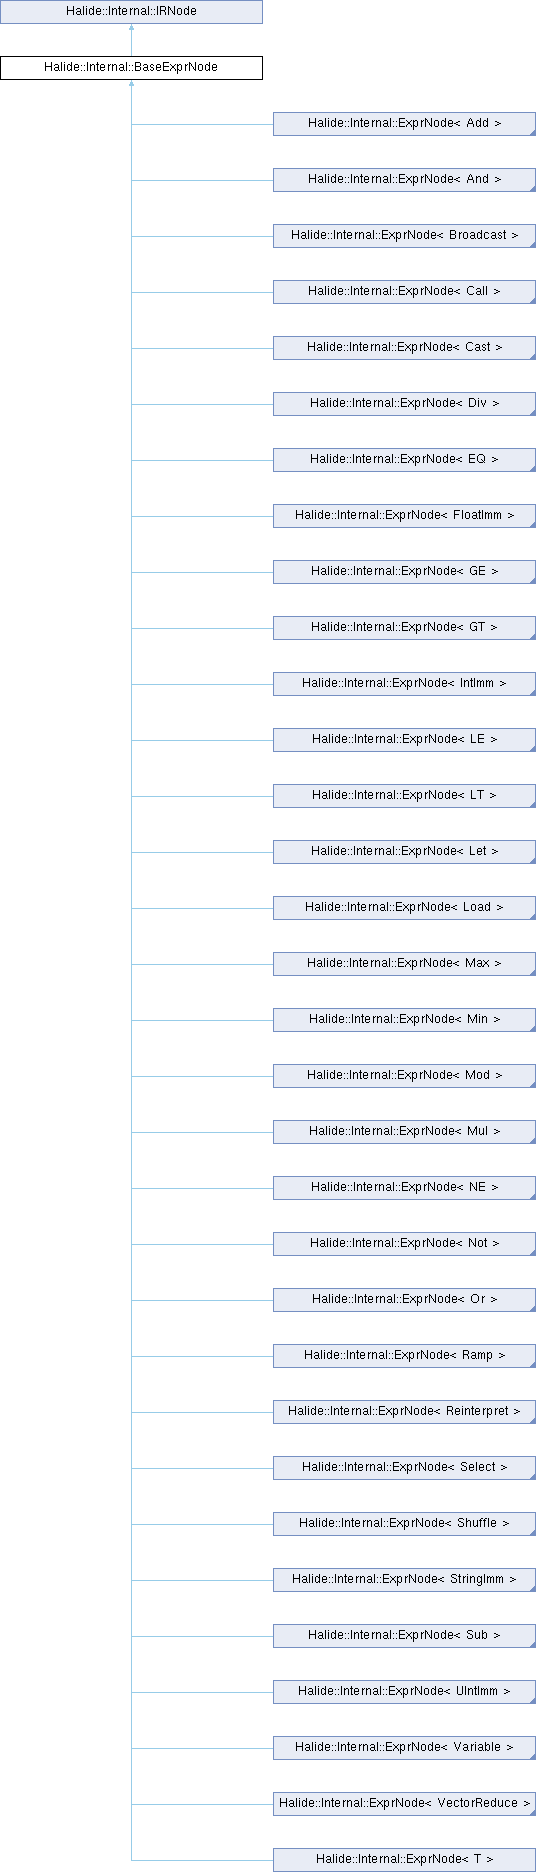 Halide::Internal::IRNode
Halide::Internal::BaseExprNode
Halide::Internal::ExprNode< Add >
Halide::Internal::ExprNode< And >
Halide::Internal::ExprNode< Broadcast >
Halide::Internal::ExprNode< Call >
Halide::Internal::ExprNode< Cast >
Halide::Internal::ExprNode< Div >
Halide::Internal::ExprNode< EQ >
Halide::Internal::ExprNode< FloatImm >
Halide::Internal::ExprNode< GE >
Halide::Internal::ExprNode< GT >
Halide::Internal::ExprNode< IntImm >
Halide::Internal::ExprNode< LE >
Halide::Internal::ExprNode< LT >
Halide::Internal::ExprNode< Let >
Halide::Internal::ExprNode< Load >
Halide::Internal::ExprNode< Max >
Halide::Internal::ExprNode< Min >
Halide::Internal::ExprNode< Mod >
Halide::Internal::ExprNode< Mul >
Halide::Internal::ExprNode< NE >
Halide::Internal::ExprNode< Not >
Halide::Internal::ExprNode< Or >
Halide::Internal::ExprNode< Ramp >
Halide::Internal::ExprNode< Reinterpret >
Halide::Internal::ExprNode< Select >
Halide::Internal::ExprNode< Shuffle >
Halide::Internal::ExprNode< StringImm >
Halide::Internal::ExprNode< Sub >
Halide::Internal::ExprNode< UIntImm >
Halide::Internal::ExprNode< Variable >
Halide::Internal::ExprNode< VectorReduce >
Halide::Internal::ExprNode< T >